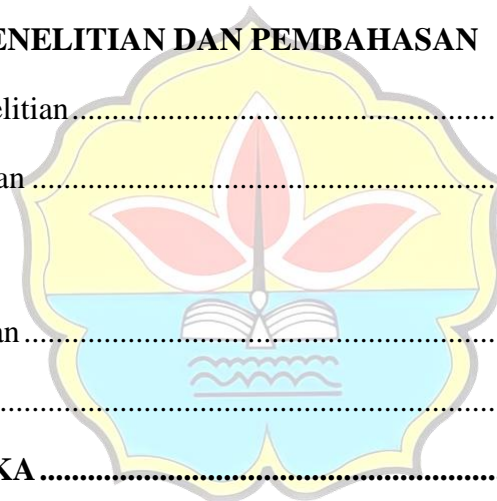 ENELITIAN DAN PEMBAHASAN
elitian................................................................
an......................................................................
an.......................................................................
..........................................................................
KA........................................................................